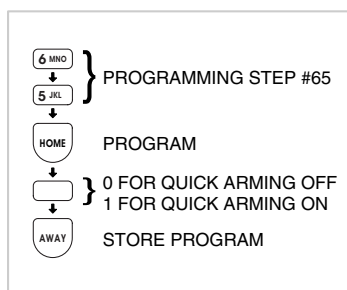 6 MNO
5 JKL
PROGRAMMING STEP #65
HOME
PROGRAM
0 FOR QUICK ARMING OFF
1 FOR QUICK ARMING ON
AWAY
STORE PROGRAM